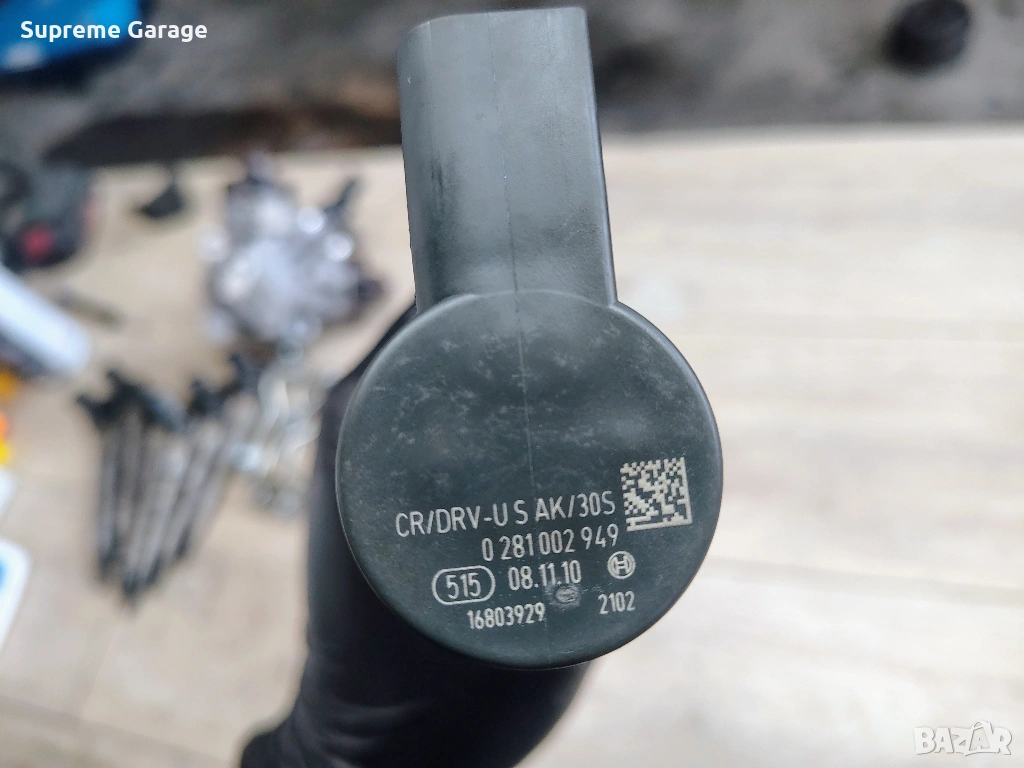 Supreme Garage
CR/DRV-U S AK/30S
0 281 002 949
515 08.11.10
16803929 2102
BAZAR